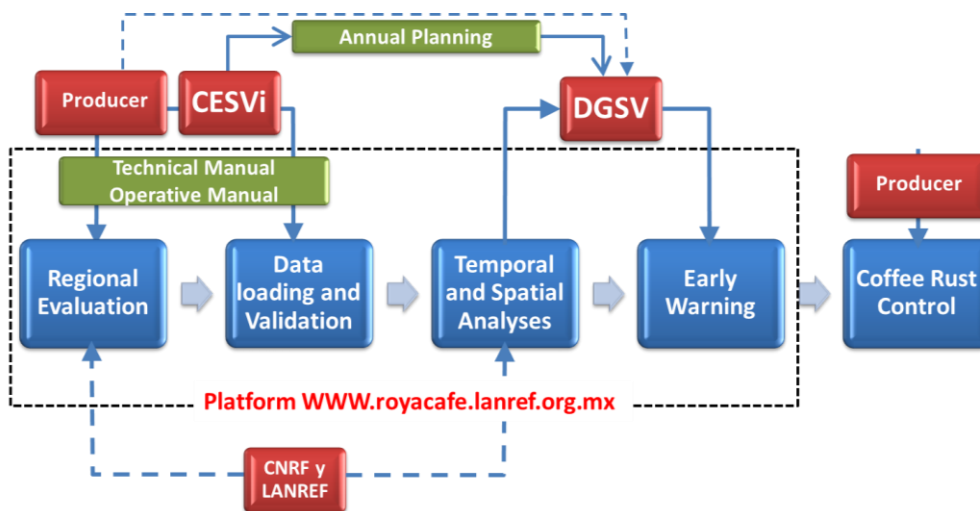 Annual Planning
Producer
CESVi
DGSV
Technical Manual
Operative Manual
Producer
Regional
Evaluation
Data
loading and
Validation
Temporal
and Spatial
Analyses
Early
Warning
Coffee Rust
Control
Platform WWW.royacafe.lanref.org.mx
CNRF y
LANREF